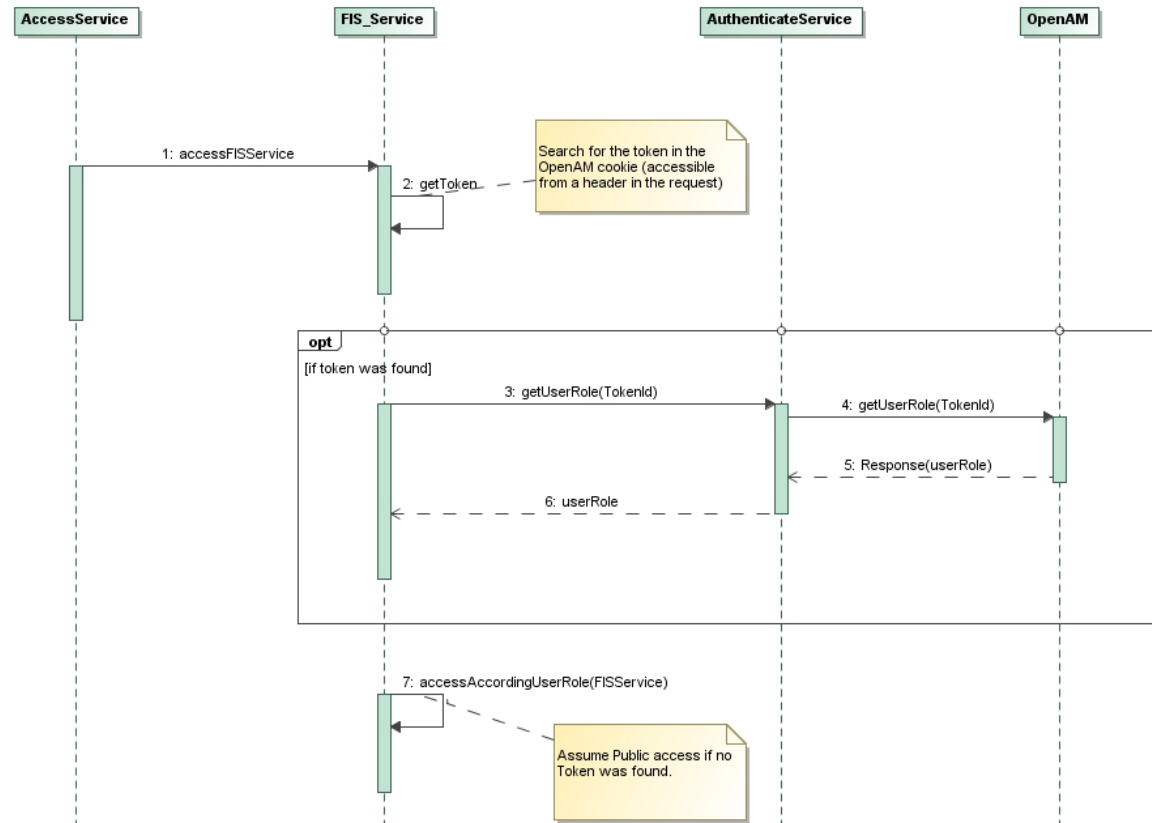 AccessService
FIS_Service
AuthenticateService
OpenAM
1: accessFISService
2: getToken
Search for the token in the
OpenAM cookie (accessible
from a header in the request)
opt
[if token was found]
3: getUserRole(TokenId)
4: getUserRole(TokenId)
5: Response(userRole)
6: userRole
7: accessAccordingUserRole(FISService)
Assume Public access if no
Token was found.